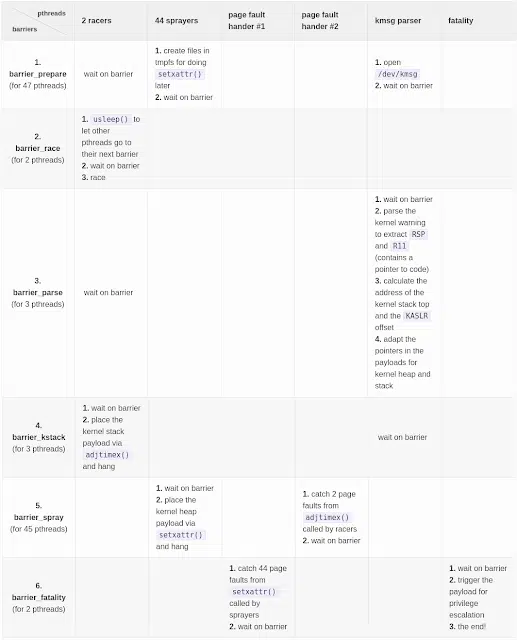 pthreads
barriers
2 racers
44 sprayers
page fault
hander #1
page fault
hander #2
kmsg parser
fatality
1.
barrier_prepare
(for 47 pthreads)
wait on barrier
1. create files in
tmpfs for doing
setxattr()
later
2. wait on barrier
1. open
/dev/kmsg
2. wait on barrier
2.
barrier_race
(for 2 pthreads)
1. usleep() to
let other
pthreads go to
their next barrier
2. wait on barrier
3. race
3.
barrier_parse
(for 3 pthreads)
wait on barrier
1. wait on barrier
2. parse the
kernel warning
to extract RSP
and R11
(contains a
pointer to code)
3. calculate the
address of the
kernel stack top
and the KASLR
offset
4. adapt the
pointers in the
payloads for
kernel heap and
stack
4.
barrier_kstack
(for 3 pthreads)
1. wait on barrier
2. place the
kernel stack
payload via
adjtimex()
and hang
wait on barrier
5.
barrier_spray
(for 45 pthreads)
1. wait on barrier
2. place the
kernel heap
payload via
setxattr()
and hang
1. catch 2 page
faults from
adjtimex()
called by racers
2. wait on barrier
6.
barrier_fatality
(for 2 pthreads)
1. catch 44 page
faults from
setxattr()
called by
sprayers
2. wait on barrier
1. wait on barrier
2. trigger the
payload for
privilege
escalation
3. the end!